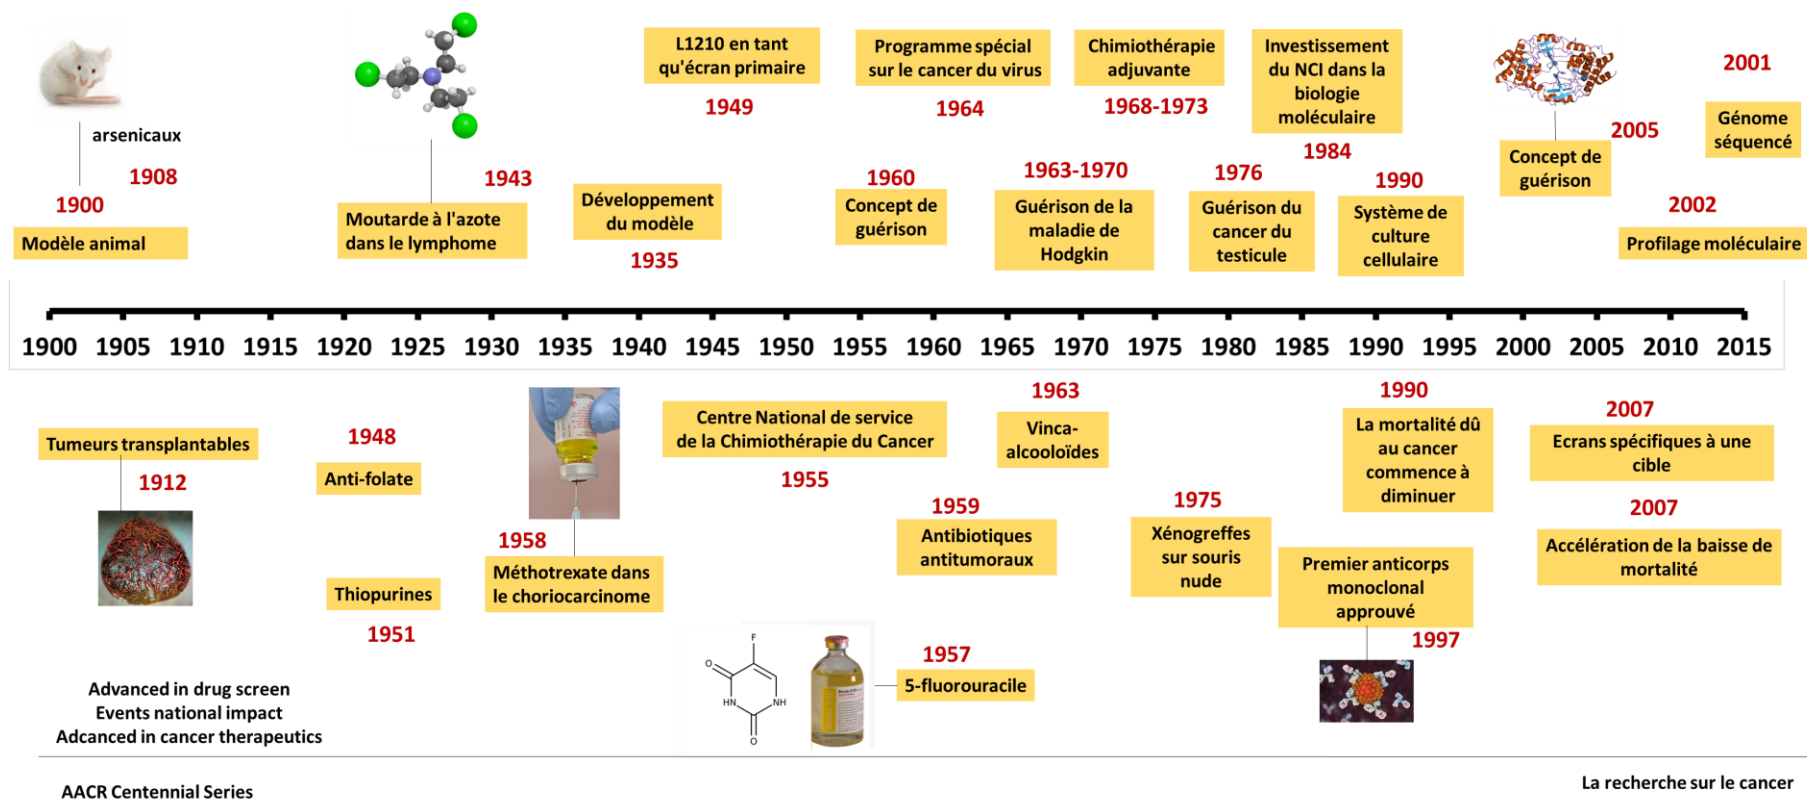 arsenicaux
1908
1900
Modèle animal
1943
Moutarde à l'azote
dans le lymphome
L1210 en tant
qu'écran primaire
1949
Développement
du modèle
1935
Programme spécial
sur le cancer du virus
1964
1960
Concept de
guérison
Chimiothérapie
adjuvante
1968-1973
1963-1970
Guérison de la
maladie de
Hodgkin
1976
Guérison du
cancer du
testicule
Investissement
du NCI dans la
biologie
moléculaire
1984
1990
Système de
culture
cellulaire
2005
Concept de
guérison
2001
Génome
séquencé
2002
Profilage moléculaire
1900 1905 1910 1915 1920 1925 1930 1935 1940 1945 1950 1955 1960 1965 1970 1975 1980 1985 1990 1995 2000 2005 2010 2015
Tumeurs transplantables
1912
1948
Anti-folate
Thiopurines
1951
1958
Méthotrexate dans
le choriocarcinome
Centre National de service
de la Chimiothérapie du Cancer
1955
1963
Vinca-
alcooloïdes
1959
Antibiotiques
antitumoraux
1957
5-fluorouracile
F
O
NH
NH
O
1975
Xénogreffes
sur souris
nude
1990
La mortalité dû
au cancer
commence à
diminuer
Premier anticorps
monoclonal
approuvé
1997
2007
Ecrans spécifiques à une
cible
2007
Accélération de la baisse de
mortalité
Advanced in drug screen
Events national impact
Adcanced in cancer therapeutics
AACR Centennial Series
La recherche sur le cancer